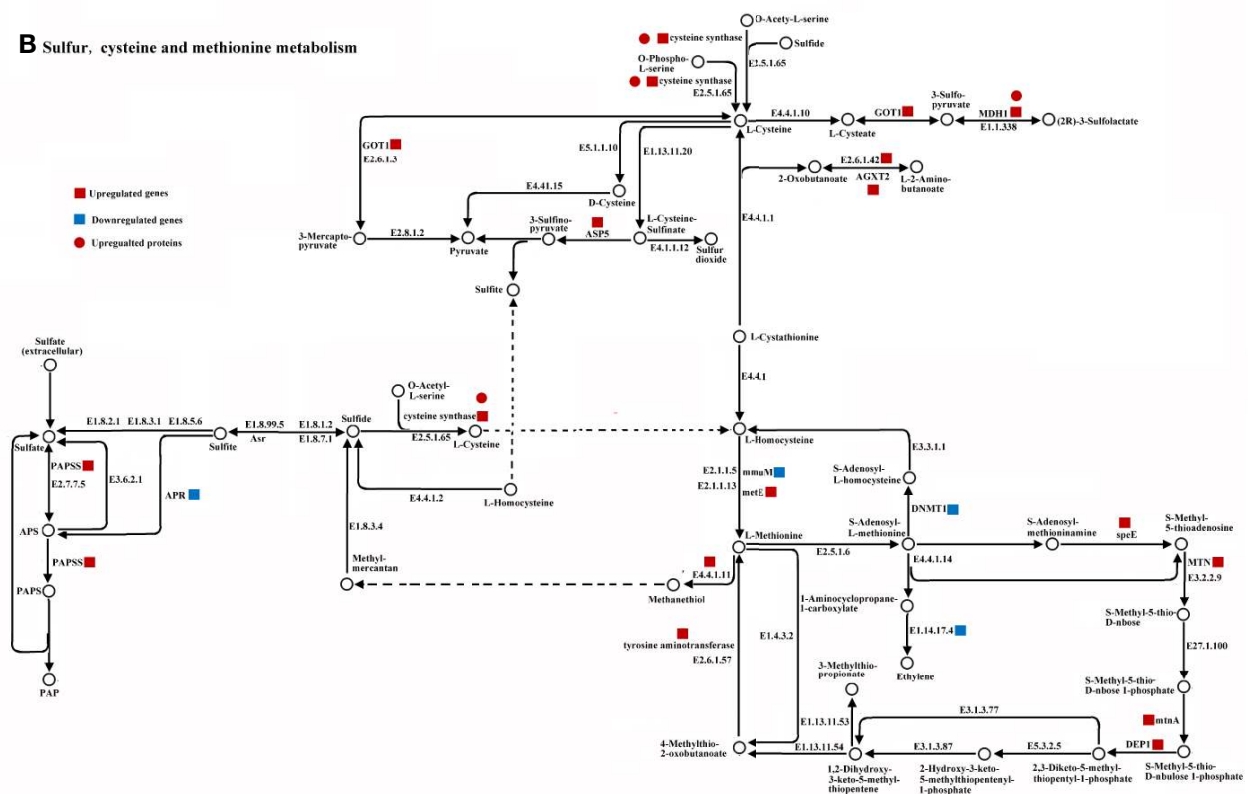 B Sulfur, cysteine and methionine metabolism
O-Acety-L-serine
cysteine synthase
Sulfide
O-Phospho-
L-serine
E2.5.1.65
cysteine synthase
E2.5.1.65
3-Sulfo-
pyruvate
E4.4.1.10
GOT1
MDH1
E1.1.338
(2R)-3-Sulfolactate
L-Cysteine
L-Cysteate
GOT1
E2.6.1.3
E5.1.1.10
E1.13.11.20
E2.6.1.42
2-Oxobutanoate
AGXT2
L-2-Amino-
butanoate
Upregulated genes
Downregulated genes
Upregualted proteins
E4.41.15
D-Cysteine
E4.4.1.1
3-Mercapto-
pyruvate
E2.8.1.2
Pyruvate
3-Sulfino-
pyruvate
ASP5
L-Cysteine-
Sulfinate
E4.1.1.12
Sulfur
dioxide
Sulfite
L-Cystathionine
Sulfate
(extracellular)
E4.4.1
O-Acetyl-
L-serine
cysteine synthase
E1.8.2.1 E1.8.3.1 E1.8.5.6
E1.8.99.5
Asr
E1.8.1.2
E1.8.7.1
Sulfide
E2.5.1.65
L-Cysteine
L-Homocysteine
Sulfate
Sulfite
PAPSS
E2.7.7.5
E3.6.2.1
APR
E4.4.1.2
L-Homocysteine
E2.1.1.5
mmuM
E2.1.1.13
metE
E3.3.1.1
S-Adenosyl-
L-homocysteine
DNMT1
APS
E1.8.3.4
L-Methionine
S-Adenosyl-
L-methionine
S-Adenosyl-
methioninamine
speE
S-Methyl-
5-thioadenosine
E2.5.1.6
E4.4.1.14
PAPSS
Methyl-
mercantan
E4.4.1.11
Methanethiol
MTN
E3.2.2.9
PAPS
1-Aminocyclopropane-
1-carboxylate
S-Methyl-5-thio-
D-nbose
tyrosine aminotransferase
E2.6.1.57
E1.4.3.2
E1.14.17.4
E27.1.100
Ethylene
PAP
3-Methylthio-
propionate
S-Methyl-5-thio-
D-nbose 1-phosphate
E1.13.11.53
E3.1.3.77
mtnA
4-Methylthio-
2-oxobutanoate
E1.13.11.54
E3.1.3.87
E5.3.2.5
DEP1
1,2-Dihydroxy-
3-keto-5-methyl-
thiopentene
2-Hydroxy-3-keto-
5-methylthiopentenyl-
1-phosphate
2,3-Diketo-5-methyl-
thiopentyl-1-phosphate
S-Methyl-5-thio-
D-nbulose 1-phosphate